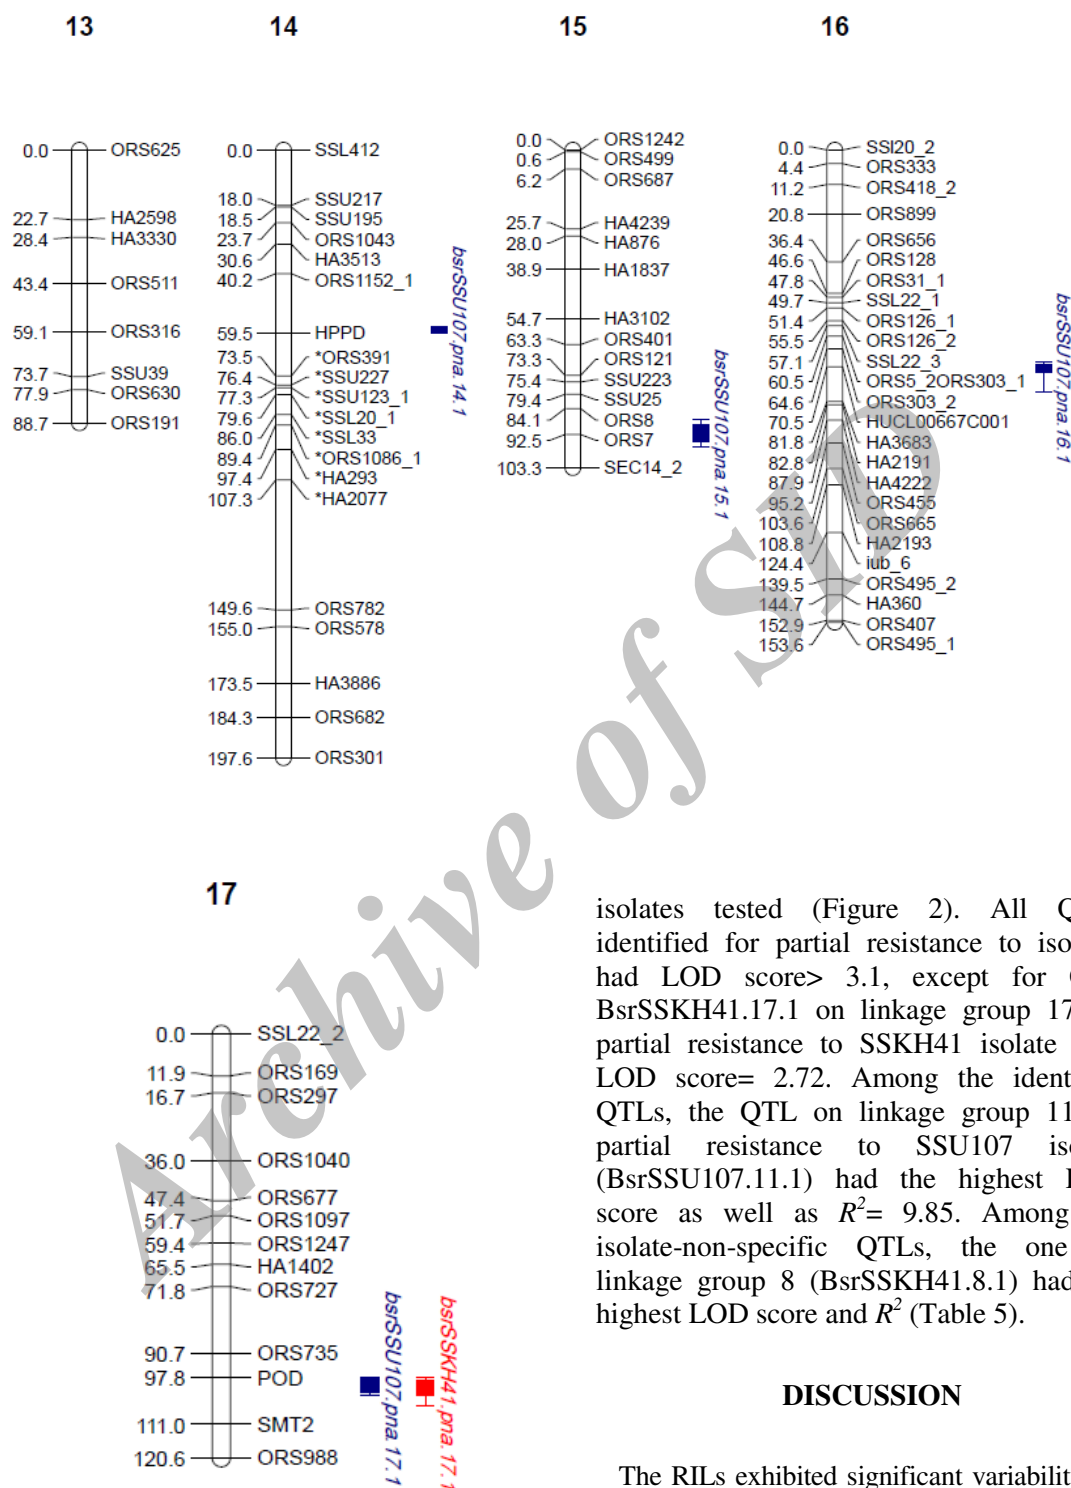 13
14
15
16
0.0 ORS625
22.7 HA2598
28.4 HA3330
43.4 ORS511
59.1 ORS316
73.7 SSU39
77.9 ORS630
88.7 ORS191
0.0 SSL412
18.0 SSU217
18.5 SSU195
23.7 ORS1043
30.6 HA3513
40.2 ORS1152_1
59.5 HPPD
73.5 *ORS391
76.4 *SSU227
77.3 *SSU123_1
79.6 *SSL20_1
86.0 *SSL33
89.4 *ORS1086_1
97.4 *HA293
107.3 *HA2077
149.6 ORS782
155.0 ORS578
173.5 HA3886
184.3 ORS682
197.6 ORS301
bsrSSU107.pna.14.1
0.0 ORS1242
0.6 ORS499
6.2 ORS687
25.7 HA4239
28.0 HA876
38.9 HA1837
54.7 HA3102
63.3 ORS401
73.3 ORS121
75.4 SSU223
79.4 SSU25
84.1 ORS8
92.5 ORS7
103.3 SEC14_2
bsrSSU107.pna.15.1
0.0 SSI20_2
4.4 ORS333
11.2 ORS418_2
20.8 ORS899
36.4 ORS656
46.6 ORS128
47.8 ORS31_1
49.7 SSL22_1
51.4 ORS126_1
55.5 ORS126_2
57.1 SSL22_3
60.5 ORS5_2ORS303_1
64.6 ORS303_2
70.5 HUCL00667C001
81.8 HA3683
82.8 HA2191
87.9 HA4222
95.2 ORS455
103.6 ORS665
108.8 HA2193
124.4 iub_6
139.5 ORS495_2
144.7 HA360
152.9 ORS407
153.6 ORS495_1
bsrSSU107.pna.16.1
17
0.0 SSL22_2
11.9 ORS169
16.7 ORS297
36.0 ORS1040
47.4 ORS677
51.7 ORS1097
59.4 ORS1247
65.5 HA1402
71.8 ORS727
90.7 ORS735
97.8 POD
111.0 SMT2
120.6 ORS988
bsrSSU107.pna.17.1
bsrSSKH41.pna.17.1
isolates tested (Figure 2). All Q
identified for partial resistance to iso
had LOD score> 3.1, except for
BsrSSKH41.17.1 on linkage group 17
partial resistance to SSKH41 isolate
LOD score= 2.72. Among the ident
QTLs, the QTL on linkage group 11
partial resistance to SSU107 iso
(BsrSSU107.11.1) had the highest
score as well as R²= 9.85. Among
isolate-non-specific QTLs, the one
linkage group 8 (BsrSSKH41.8.1) had
highest LOD score and R² (Table 5).
DISCUSSION
The RILs exhibited significant variabilit
Archive of SID